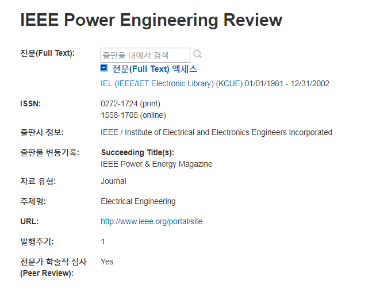 IEEE Power Engineering Review
전문(Full Text):
출판물 내에서 검색
전문(Full Text) 액세스
IEL (IEEE/IET Electronic Library) (KCUE) 01/01/1981 - 12/31/2002
ISSN:
0272-1724 (print)
1558-1705 (online)
출판사 정보:
IEEE / Institute of Electrical and Electronics Engineers Incorporated
출판물 변동기록:
Succeeding Title(s):
IEEE Power & Energy Magazine
자료 유형:
Journal
주제명:
Electrical Engineering
URL:
http://www.ieee.org/portal/site
발행주기:
1
전문가 학술적 심사
(Peer Review):
Yes